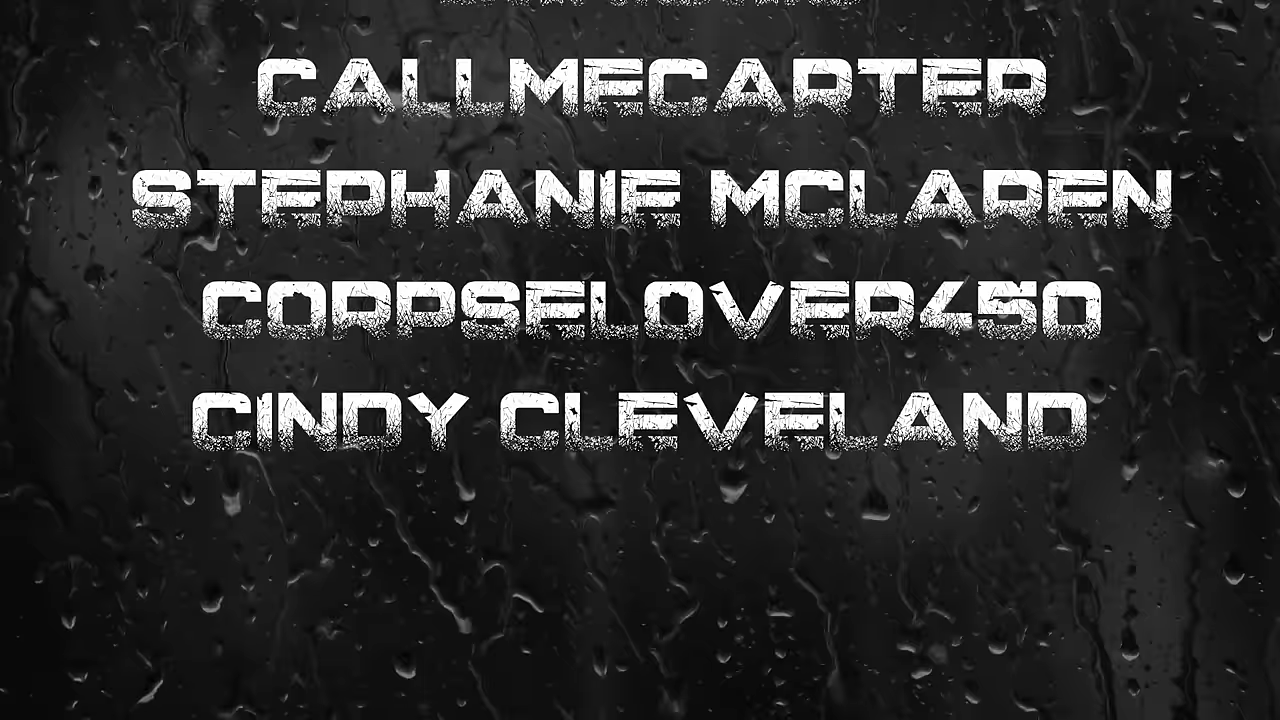 CALLMECARTER
STEPHANIE MCLAREN
CORPSELOVER450
CINDY CLEVELAND